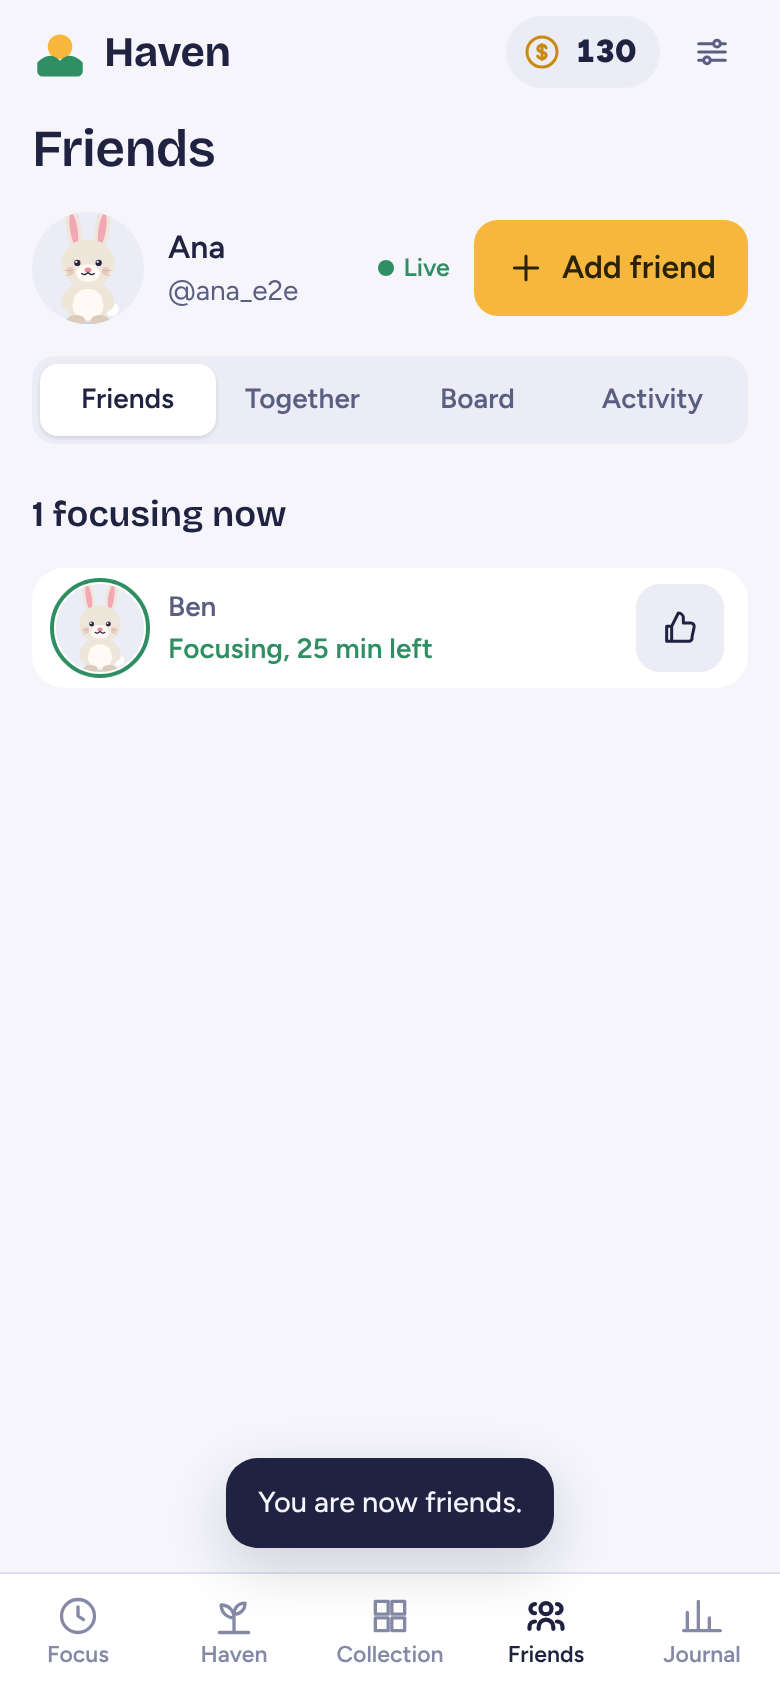 Haven
130
Friends
Ana
@ana_e2e
Live
Add friend
Friends
Together
Board
Activity
1 focusing now
Ben
Focusing, 25 min left
You are now friends.
Focus
Haven
Collection
Friends
Journal